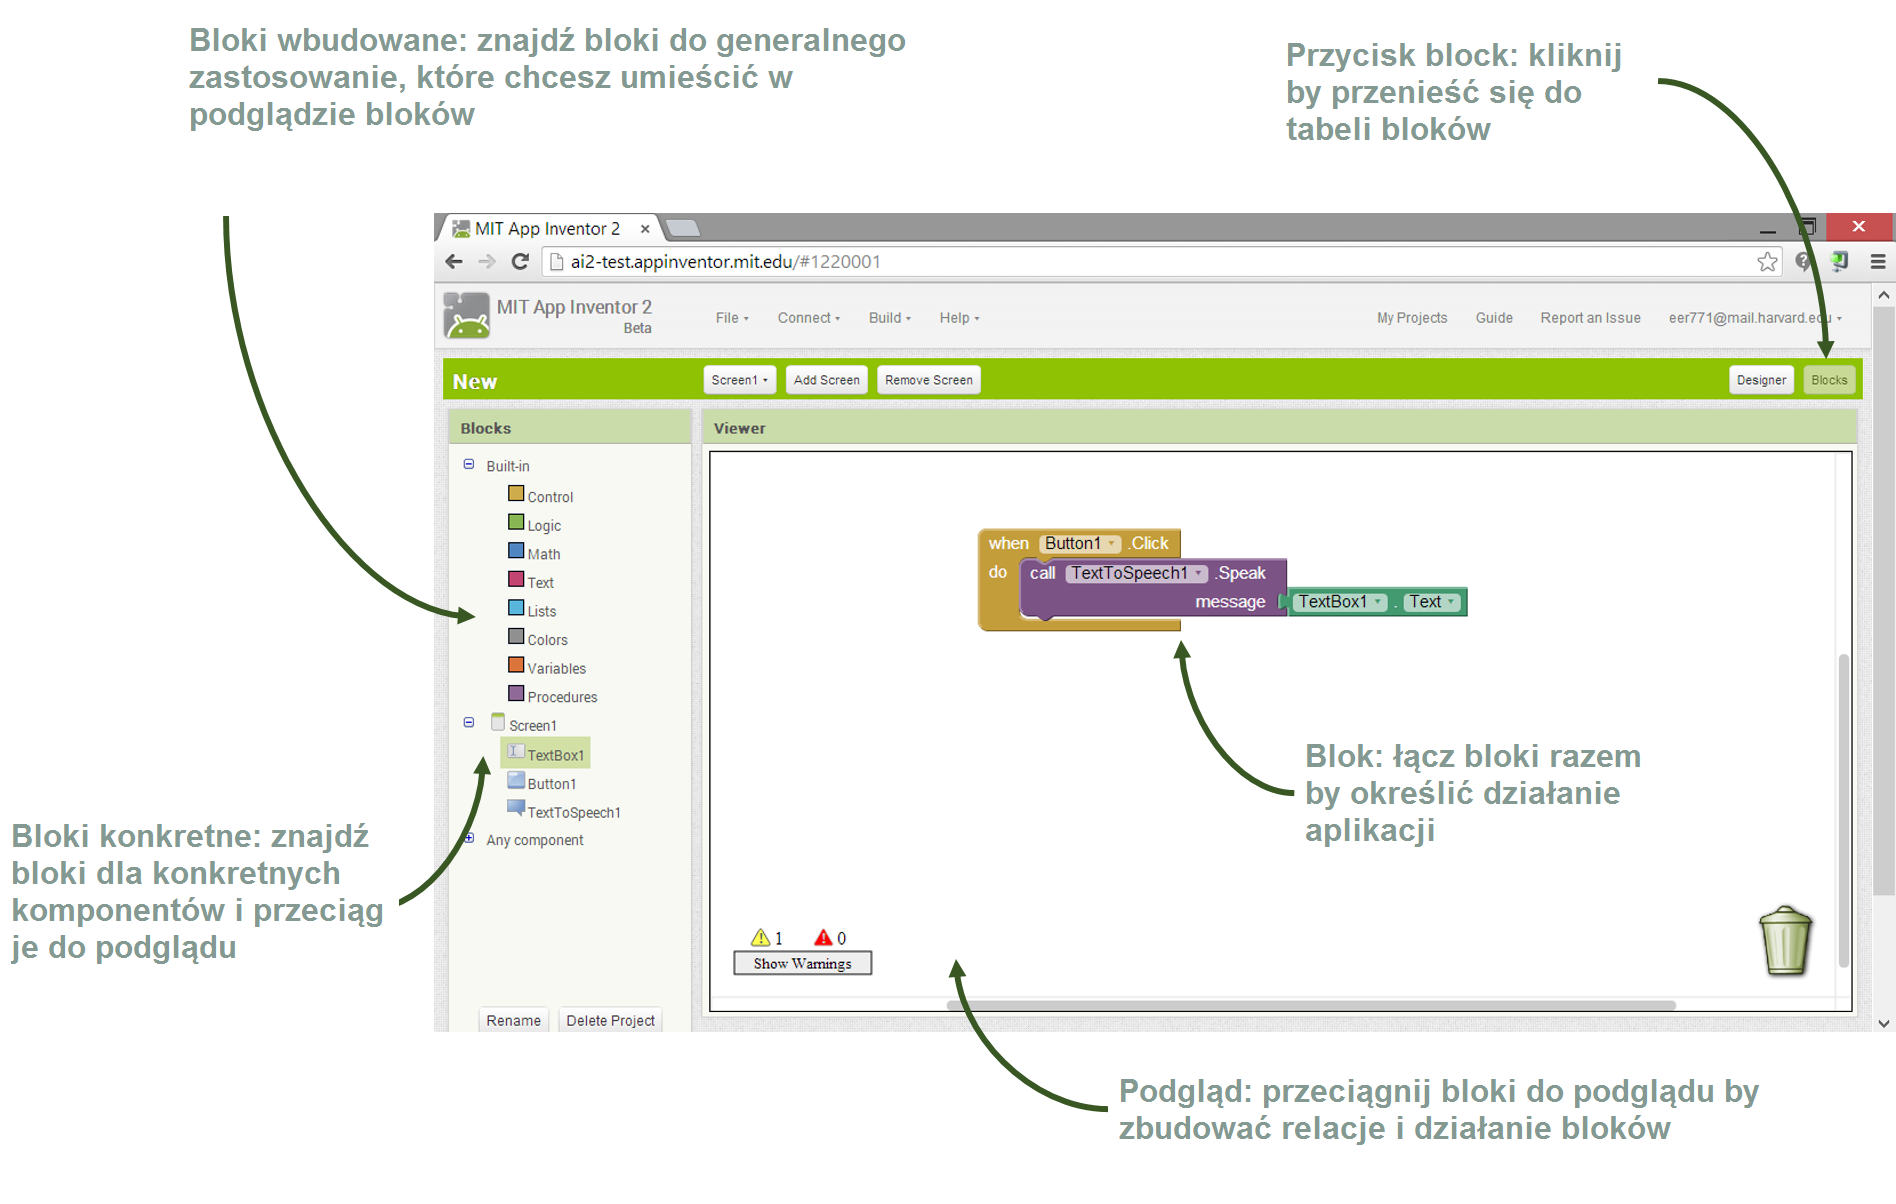 Bloki wbudowane: znajdź bloki do generalnego
zastosowanie, które chcesz umieścić w
podglądzie bloków
Przycisk block: kliknij
by przenieść się do
tabeli bloków
MIT App Inventor 2
ai2-test.appinventor.mit.edu/#1220001
MIT App Inventor 2
Beta
File
Connect
Build
Help
My Projects
Guide
Report an Issue
eer771@mail.harvard.edu
New
Screen1
Add Screen
Remove Screen
Designer
Blocks
Blocks
Viewer
Built-in
Control
Logic
Math
Text
Lists
Colors
Variables
Procedures
Screen1
TextBox1
Button1
TextToSpeech1
Any component
Rename
Delete Project
when Button1 .Click
do call TextToSpeech1 .Speak
message TextBox1 . Text
1 0
Show Warnings
Blok: łącz bloki razem
by określić działanie
aplikacji
Bloki konkretne: znajdź
bloki dla konkretnych
komponentów i przeciąg
je do podglądu
Podgląd: przeciągnij bloki do podglądu by
zbudować relacje i działanie bloków